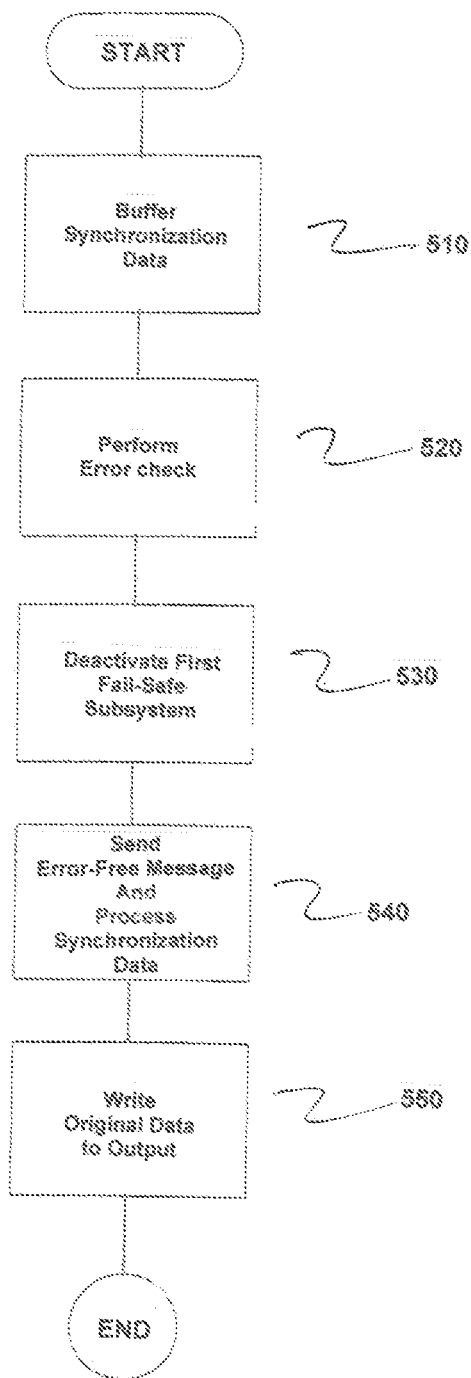 START
Buffer
Synchronization
Data
510
Perform
Error check
520
Deactivate First
Fail-Safe
Subsystem
530
Send
Error-Free Message
And
Process
Synchronization
Data
540
Write
Original Data
to Output
550
END